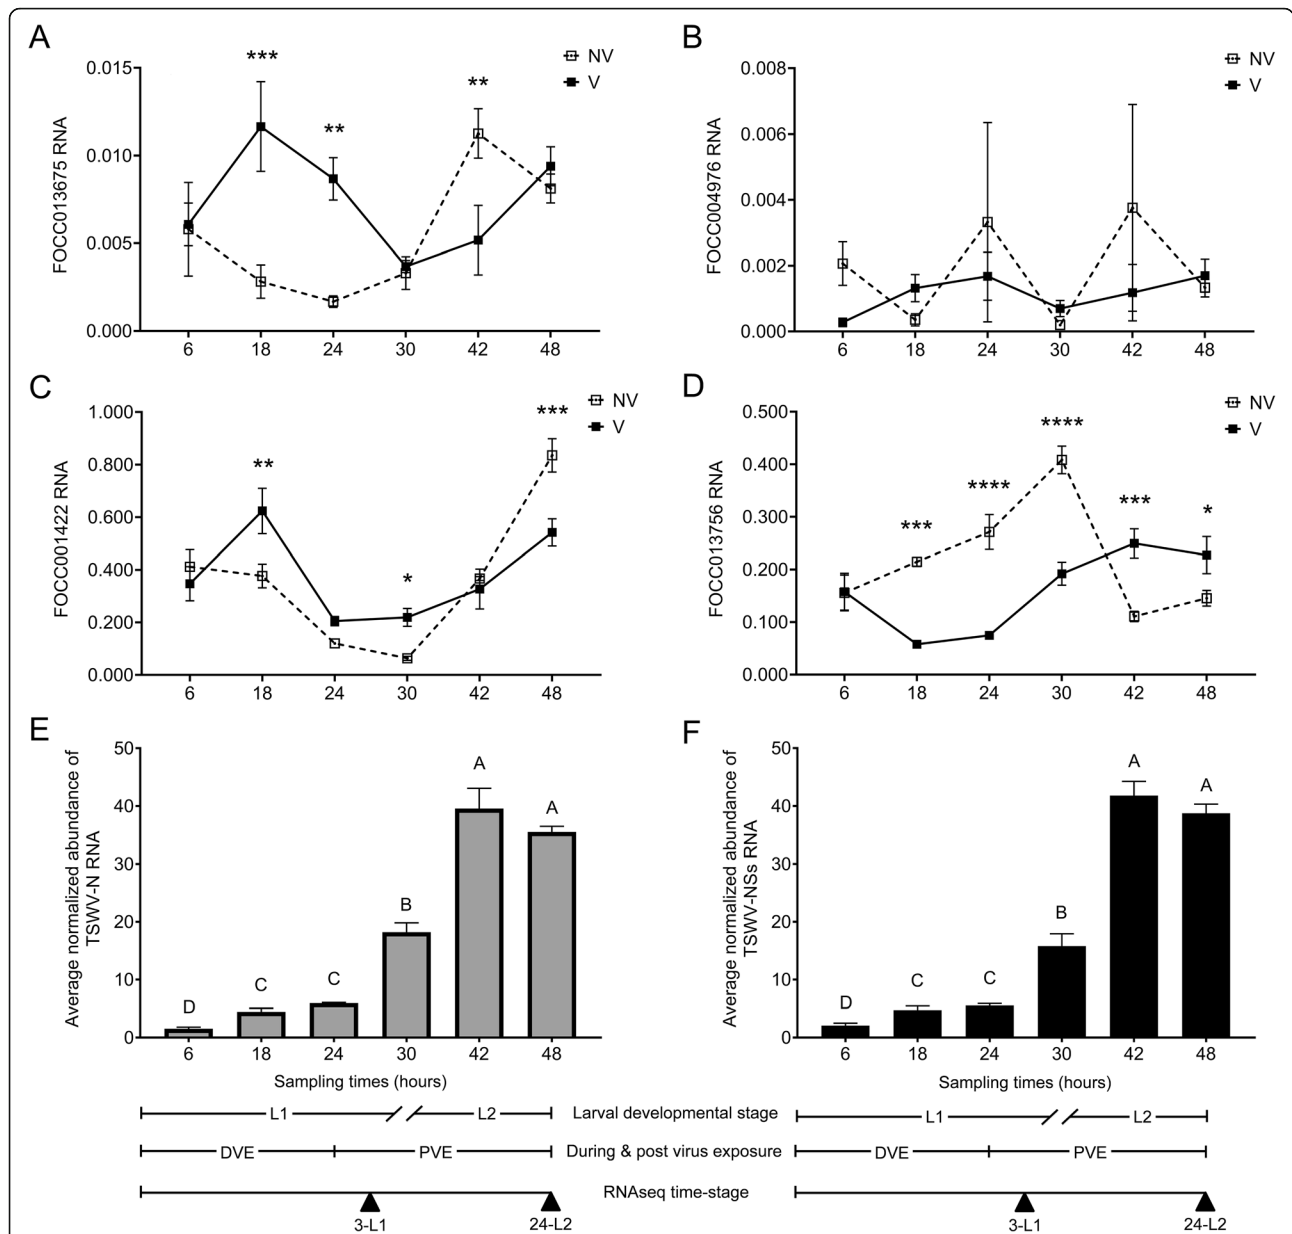 A
FOCC013675 RNA
0.015
0.010
0.005
0.000
***
**
**
NV
V
6 18 24 30 42 48
B
FOCC004976 RNA
0.008
0.006
0.004
0.002
0.000
NV
V
6 18 24 30 42 48
C
FOCC001422 RNA
1.000
0.800
0.600
0.400
0.200
0.000
**
*
***
NV
V
6 18 24 30 42 48
D
FOCC013756 RNA
0.500
0.400
0.300
0.200
0.100
0.000
***
****
****
***
*
NV
V
6 18 24 30 42 48
E
Average normalized abundance of
TSWV-N RNA
50
40
30
20
10
0
D C C B A A
6 18 24 30 42 48
Sampling times (hours)
F
Average normalized abundance of
TSWV-NSs RNA
50
40
30
20
10
0
D C C B A A
6 18 24 30 42 48
Sampling times (hours)
L1 L2 Larval developmental stage L1 L2
DVE PVE During & post virus exposure DVE PVE
RNAseq time-stage
3-L1 24-L2 3-L1 24-L2